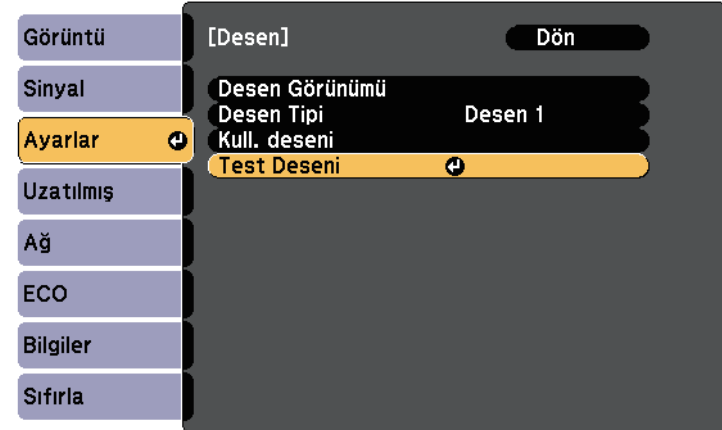 Görüntü
Sinyal
Ayarlar
Uzatılmış
Ağ
ECO
Bilgiler
Sıfırla
[Desen] Dön
Desen Görünümü
Desen Tipi Desen 1
Kull. deseni
Test Deseni